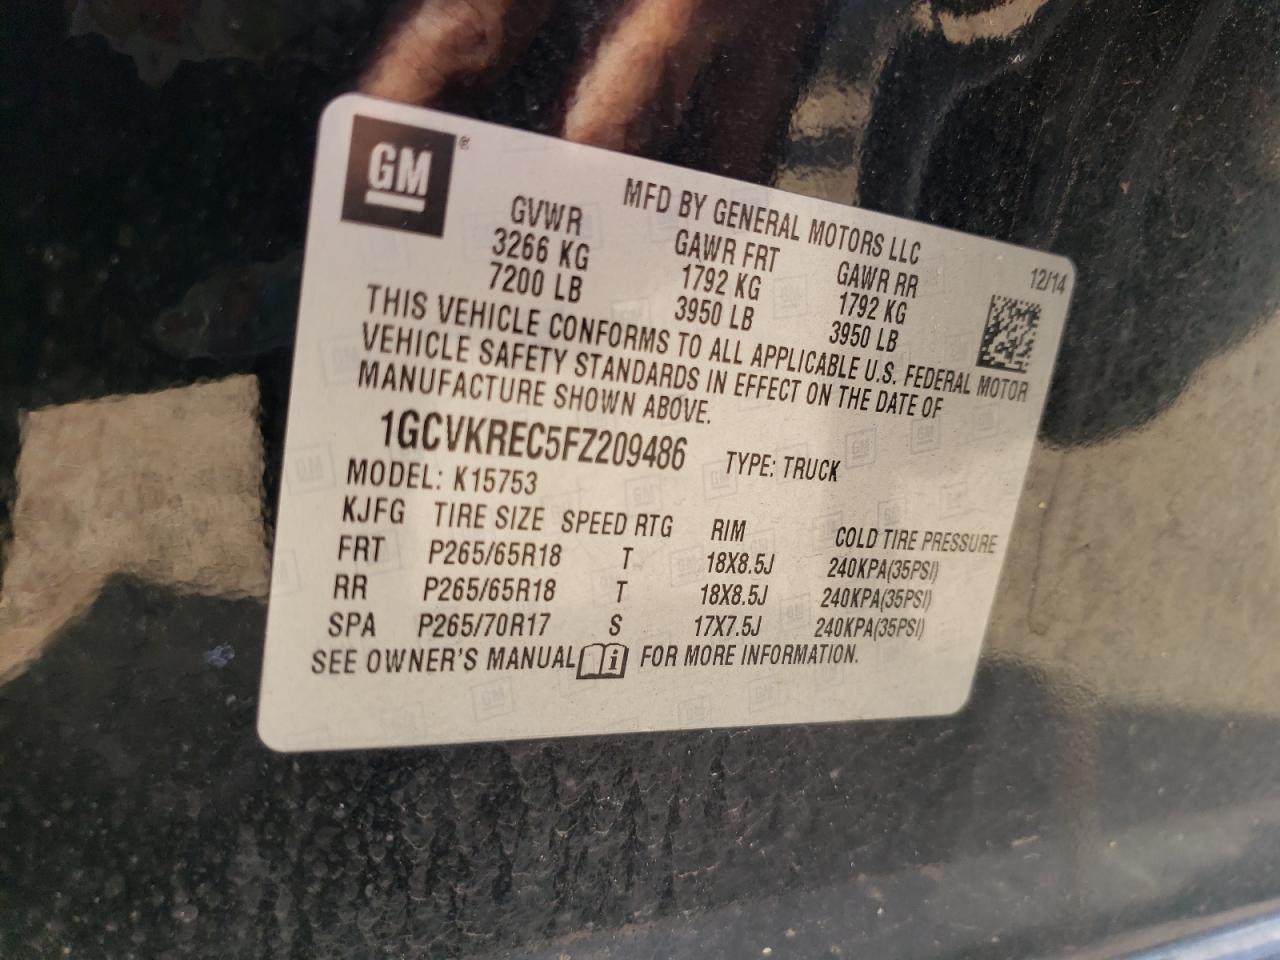 GM®
MFD BY GENERAL MOTORS LLC
12/14
GVWR GAWR FRT GAWR RR
3266 KG 1792 KG 1792 KG
7200 LB 3950 LB 3950 LB
THIS VEHICLE CONFORMS TO ALL APPLICABLE U.S. FEDERAL MOTOR
VEHICLE SAFETY STANDARDS IN EFFECT ON THE DATE OF
MANUFACTURE SHOWN ABOVE.
1GCVKREC5FZ209486 TYPE: TRUCK
MODEL: K15753
KJFG TIRE SIZE SPEED RTG RIM COLD TIRE PRESSURE
FRT P265/65R18 T 18X8.5J 240KPA(35PSI)
RR P265/65R18 T 18X8.5J 240KPA(35PSI)
SPA P265/70R17 S 17X7.5J 240KPA(35PSI)
SEE OWNER'S MANUAL i FOR MORE INFORMATION.